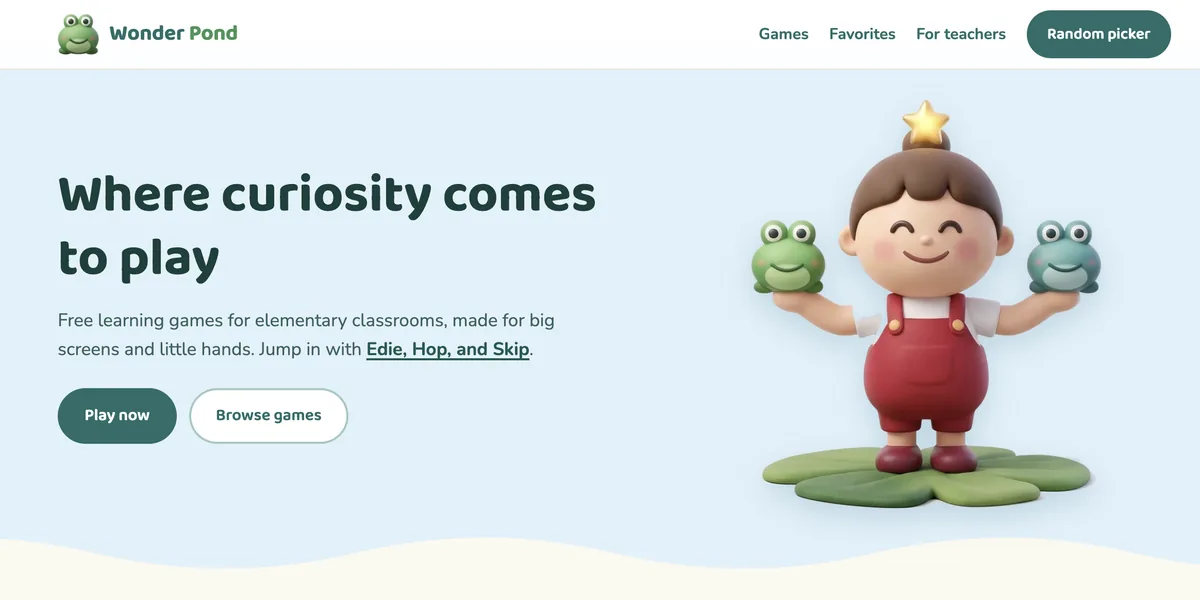 Wonder Pond
Games
Favorites
For teachers
Random picker
Where curiosity comes
to play
Free learning games for elementary classrooms, made for big
screens and little hands. Jump in with Edie, Hop, and Skip.
Play now
Browse games